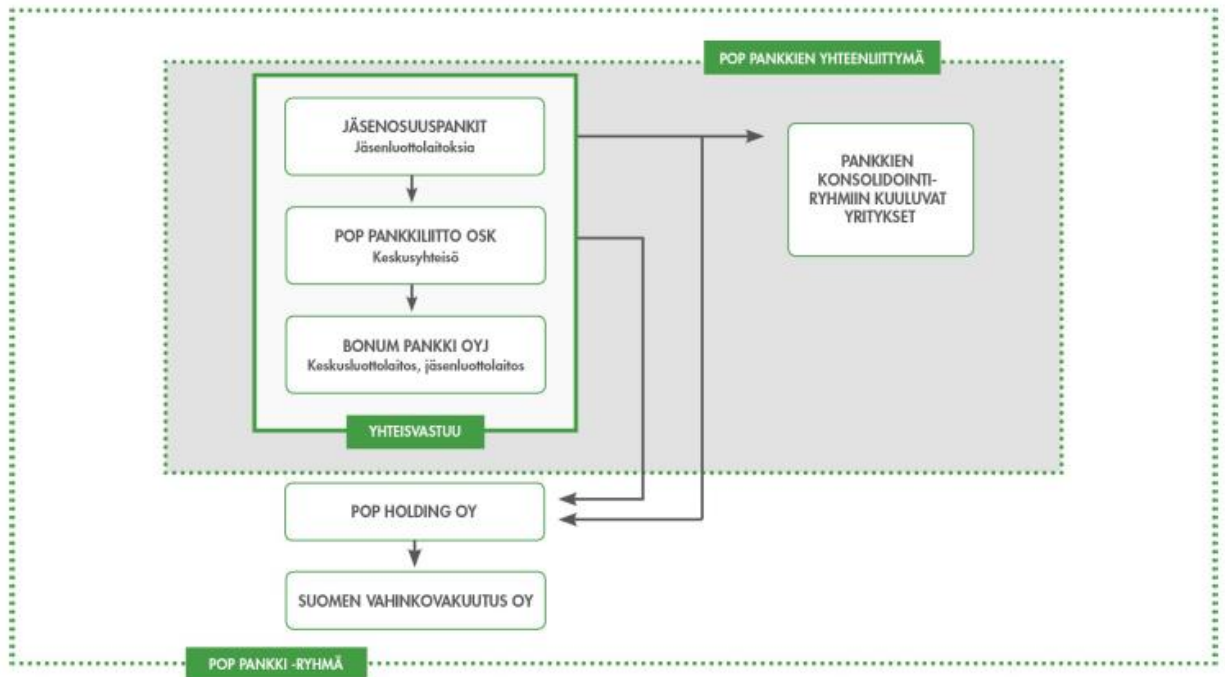 POP PANKKIEN YHTEENLIITTYMÄ
JÄSENOSUUSPANKIT
Jäsenluottolaitoksia
PANKKIEN
KONSOLIDOINTI-
RYHMIIN KUULUVAT
YRITYKSET
POP PANKKILIITTO OSK
Keskusyhteisö
BONUM PANKKI OYJ
Keskusluottolaitos, jäsenluottolaitos
YHTEISVASTUU
POP HOLDING OY
SUOMEN VAHINKOVAKUUTUS OY
POP PANKKI -RYHMÄ